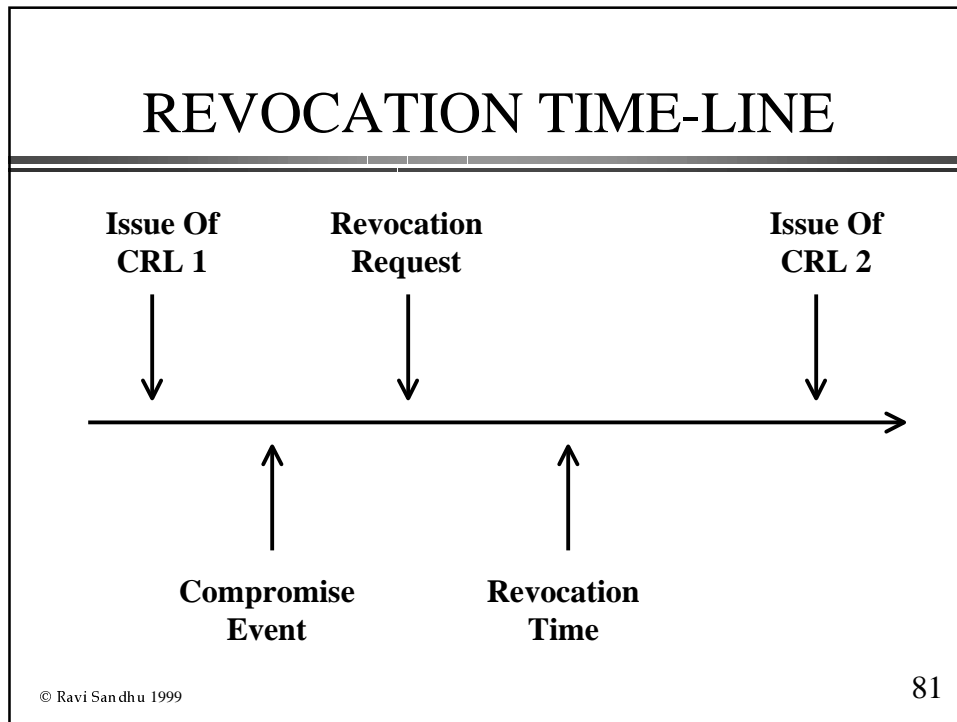 REVOCATION TIME-LINE
Issue Of
CRL 1
Revocation
Request
Issue Of
CRL 2
Compromise
Event
Revocation
Time
© Ravi Sandhu 1999
81